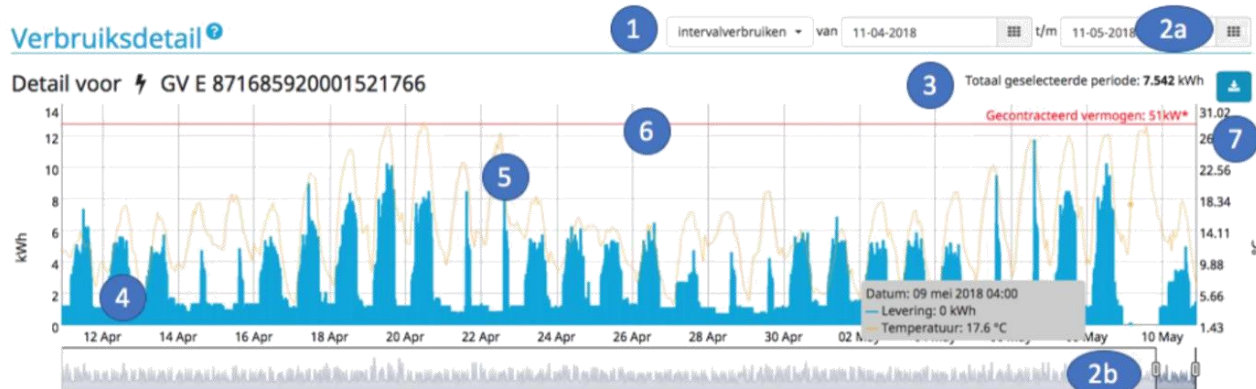 Verbruiksdetail ?
1 intervalverbruiken van 11-04-2018 t/m 11-05-2018 2a
Detail voor GV E 871685920001521766
3 Totaal geselecteerde periode: 7.542 kWh
Gecontracteerd vermogen: 51kW*
14 31.02
12 26
10 22.56
8 18.34
6 14.11
4 9.88
2 5.66
0 1.43
kWh
°C
6
7
5
4
Datum: 09 mei 2018 04:00
Levering: 0 kWh
Temperatuur: 17.6 °C
12 Apr 14 Apr 16 Apr 18 Apr 20 Apr 22 Apr 24 Apr 26 Apr 28 Apr 30 Apr 02 May 10 May
2b